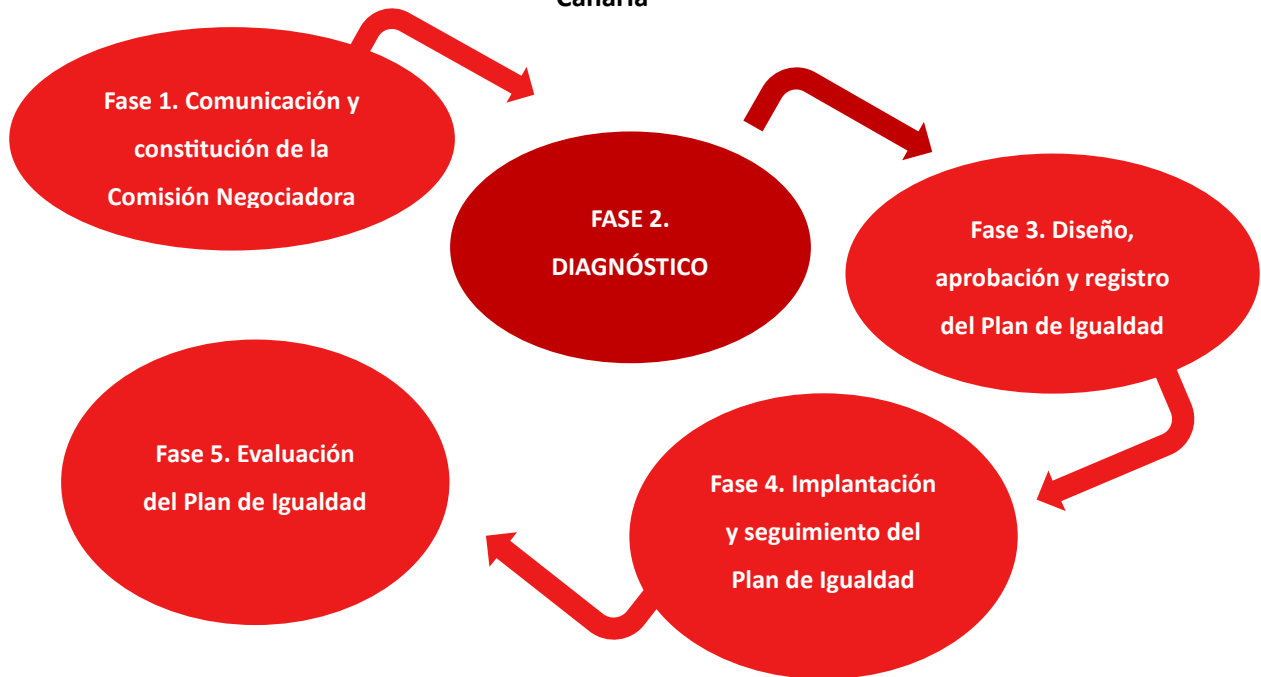 Canaria
Fase 1. Comunicación y
constitución de la
Comisión Negociadora
FASE 2.
DIAGNÓSTICO
Fase 3. Diseño,
aprobación y registro
del Plan de Igualdad
Fase 4. Implantación
y seguimiento del
Plan de Igualdad
Fase 5. Evaluación
del Plan de Igualdad